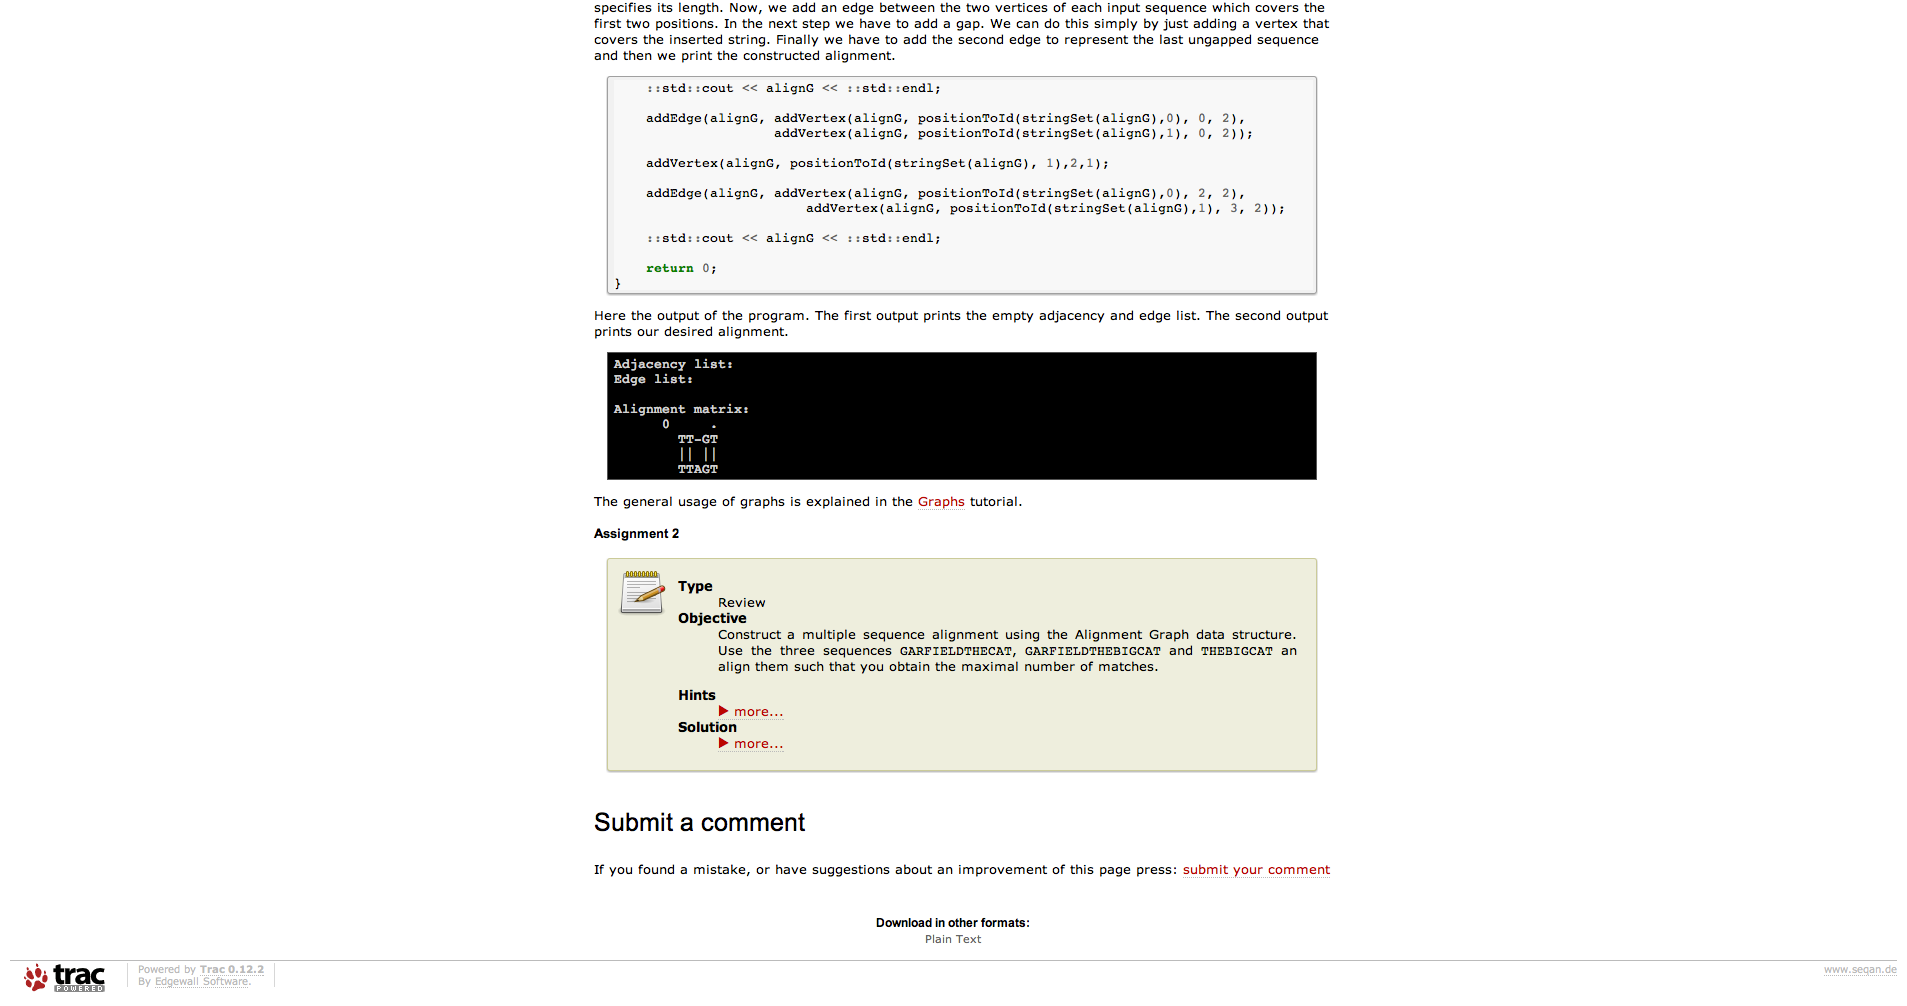 specifies its length. Now, we add an edge between the two vertices of each input sequence which covers the
first two positions. In the next step we have to add a gap. We can do this simply by just adding a vertex that
covers the inserted string. Finally we have to add the second edge to represent the last ungapped sequence
and then we print the constructed alignment.
::std::cout << alignG << ::std::endl;
addEdge(alignG, addVertex(alignG, positionToId(stringSet(alignG),0), 0, 2),
addVertex(alignG, positionToId(stringSet(alignG),1), 0, 2));
addVertex(alignG, positionToId(stringSet(alignG), 1),2,1);
addEdge(alignG, addVertex(alignG, positionToId(stringSet(alignG),0), 2, 2),
addVertex(alignG, positionToId(stringSet(alignG),1), 3, 2));
::std::cout << alignG << ::std::endl;
return 0;
}
Here the output of the program. The first output prints the empty adjacency and edge list. The second output
prints our desired alignment.
Adjacency list:
Edge list:
Alignment matrix:
0     .
TT-GT
|| ||
TTAGT
The general usage of graphs is explained in the Graphs tutorial.
Assignment 2
Type
Review
Objective
Construct a multiple sequence alignment using the Alignment Graph data structure.
Use the three sequences GARFIELDTHECAT, GARFIELDTHEBIGCAT and THEBIGCAT an
align them such that you obtain the maximal number of matches.
Hints
▶ more...
Solution
▶ more...
Submit a comment
If you found a mistake, or have suggestions about an improvement of this page press: submit your comment
Download in other formats:
Plain Text
trac POWERED
Powered by Trac 0.12.2
By Edgewall Software.
www.seqan.de